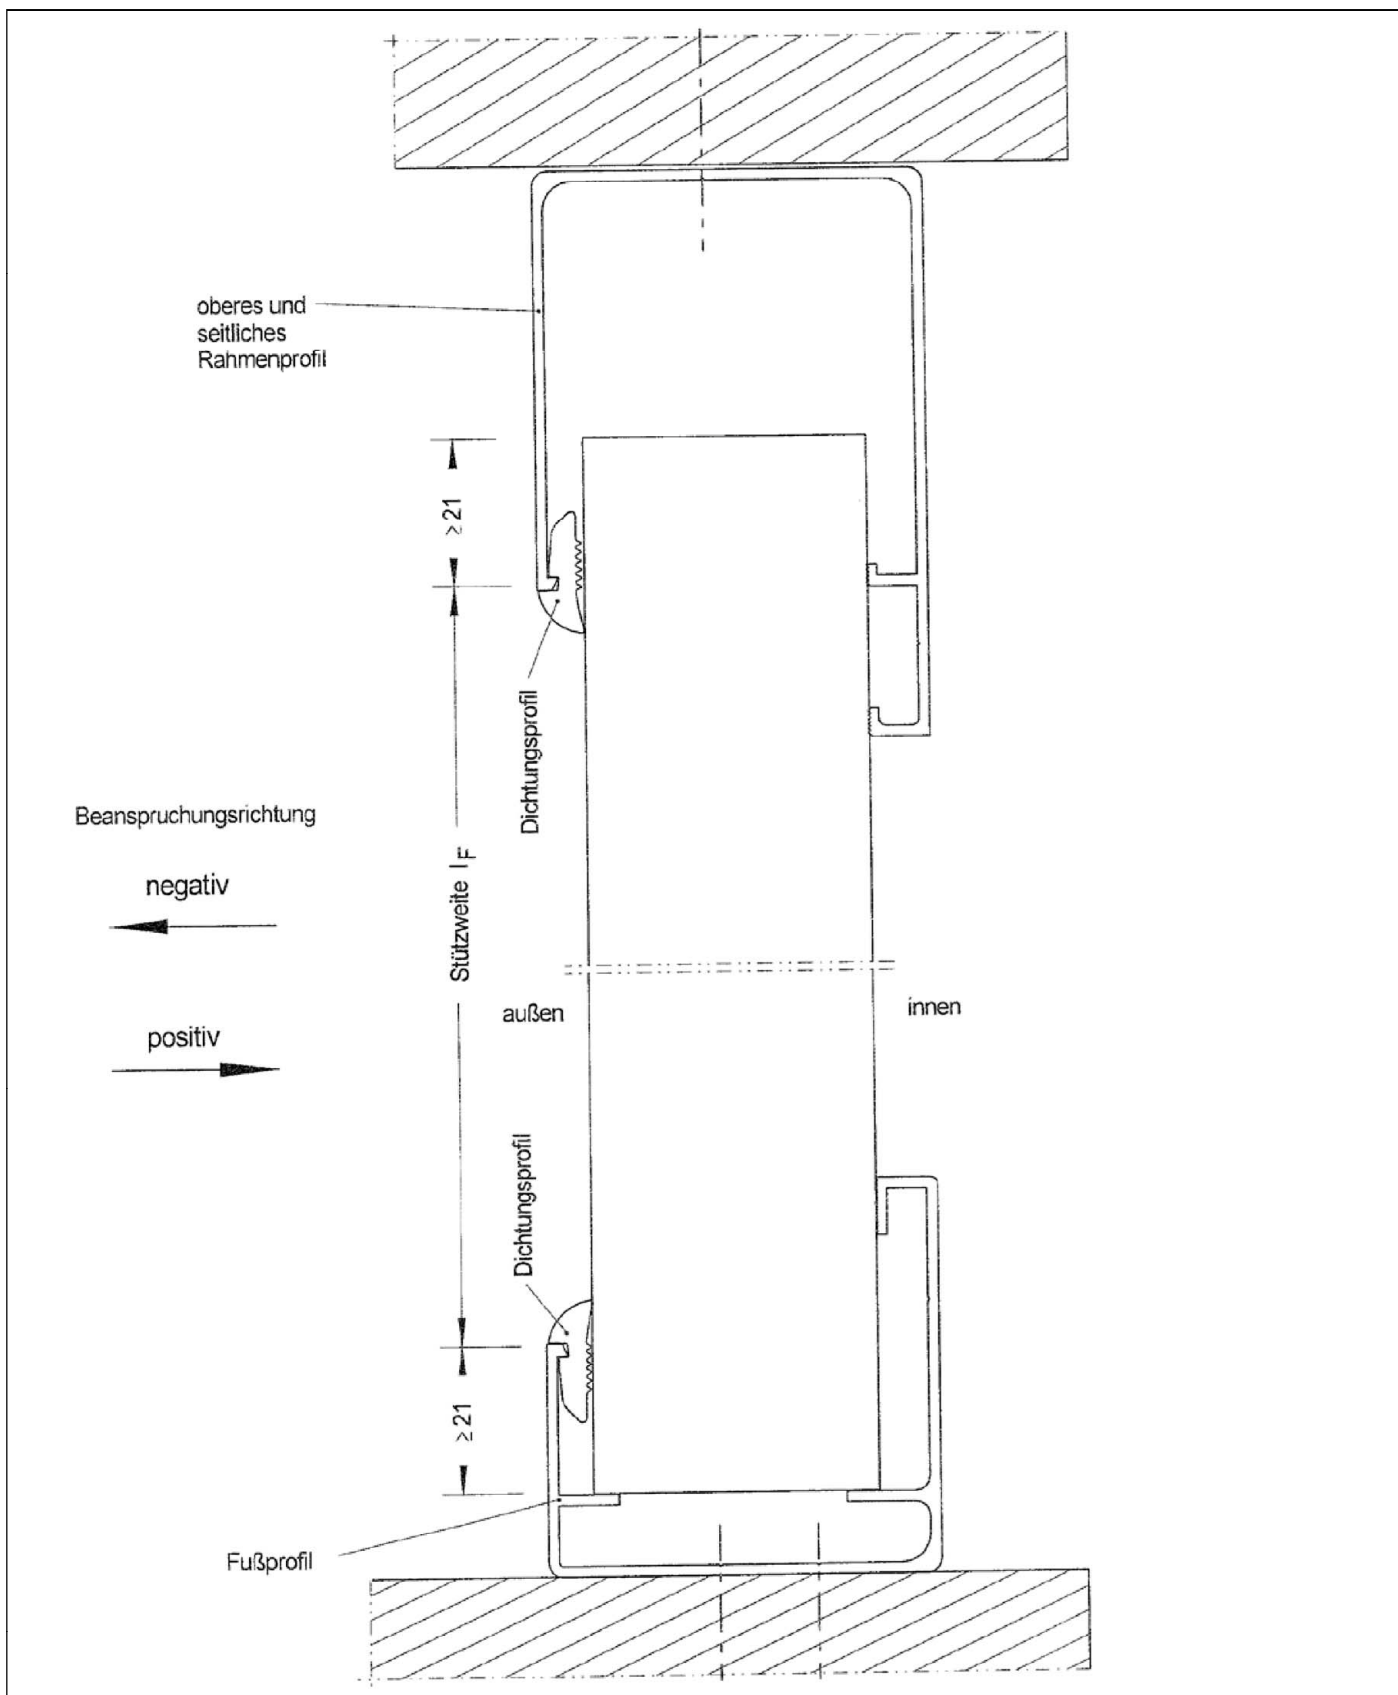 oberes und
seitliches
Rahmenprofil
≥21
Dichtungsprofil
Beanspruchungsrichtung
negativ
Stützweite l_F
außen
innen
positiv
Dichtungsprofil
≥21
Fußprofil